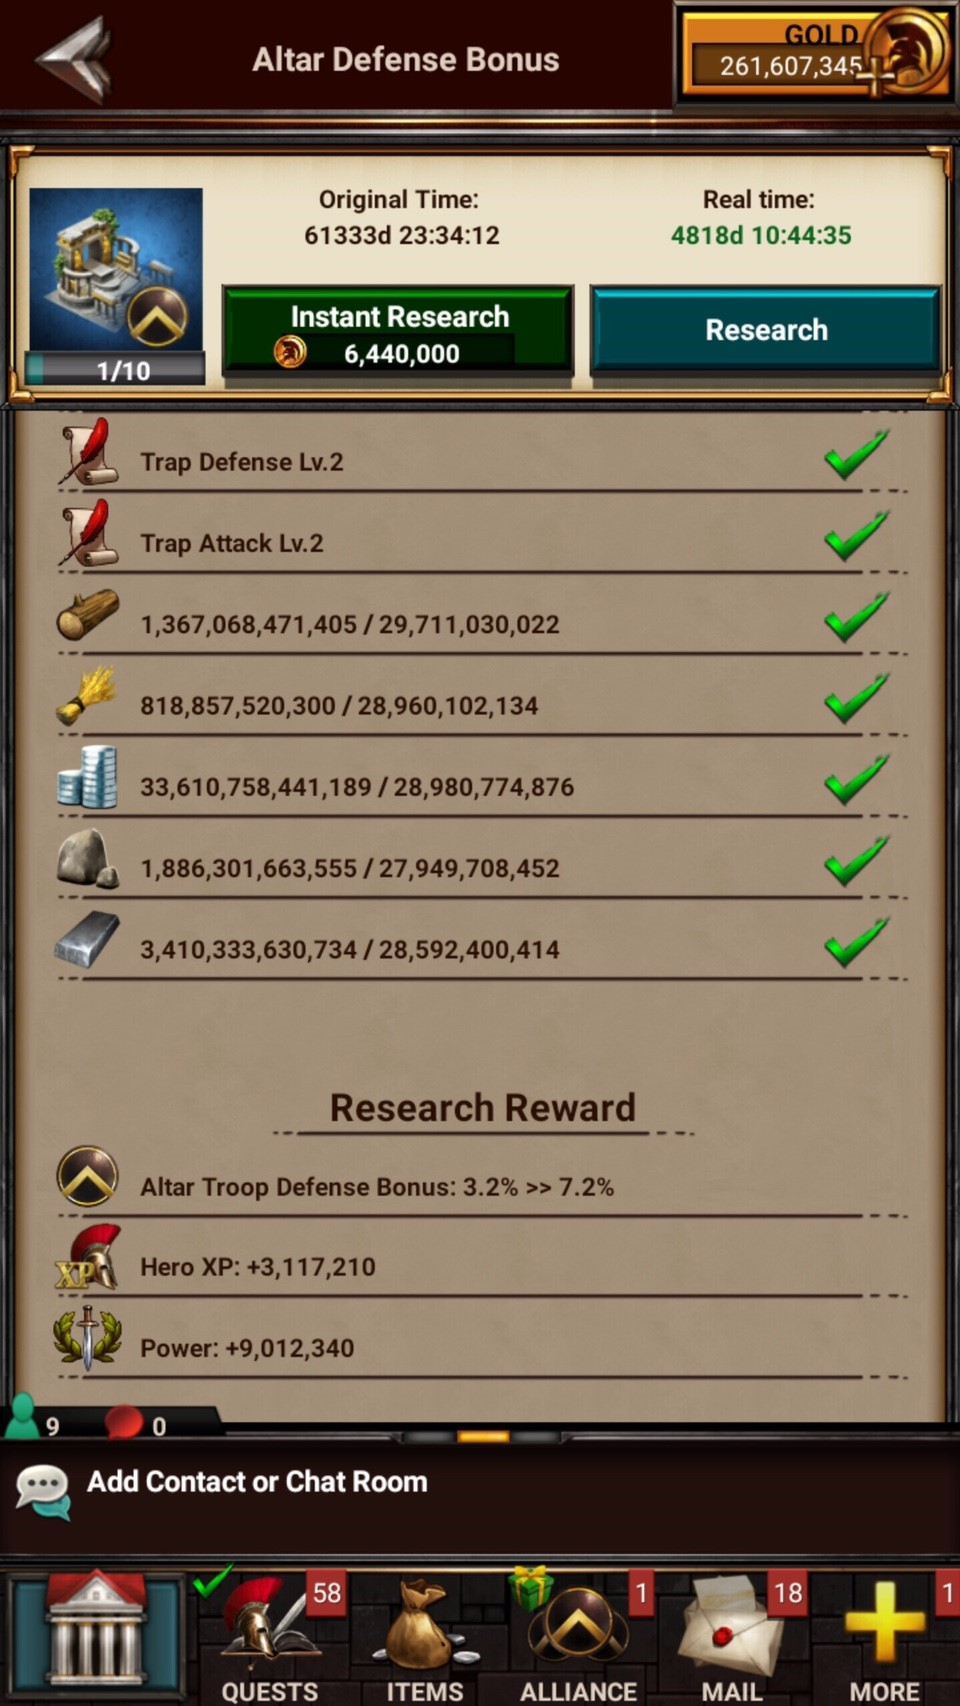 Altar Defense Bonus
GOLD
261,607,345
Original Time:
61333d 23:34:12
Real time:
4818d 10:44:35
Instant Research
6,440,000
Research
1/10
Trap Defense Lv.2
Trap Attack Lv.2
1,367,068,471,405 / 29,711,030,022
818,857,520,300 / 28,960,102,134
33,610,758,441,189 / 28,980,774,876
1,886,301,663,555 / 27,949,708,452
3,410,333,630,734 / 28,592,400,414
Research Reward
Altar Troop Defense Bonus: 3.2% >> 7.2%
XP
Hero XP: +3,117,210
Power: +9,012,340
9
0
Add Contact or Chat Room
58
1
18
1
QUESTS
ITEMS
ALLIANCE
MAIL
MORE